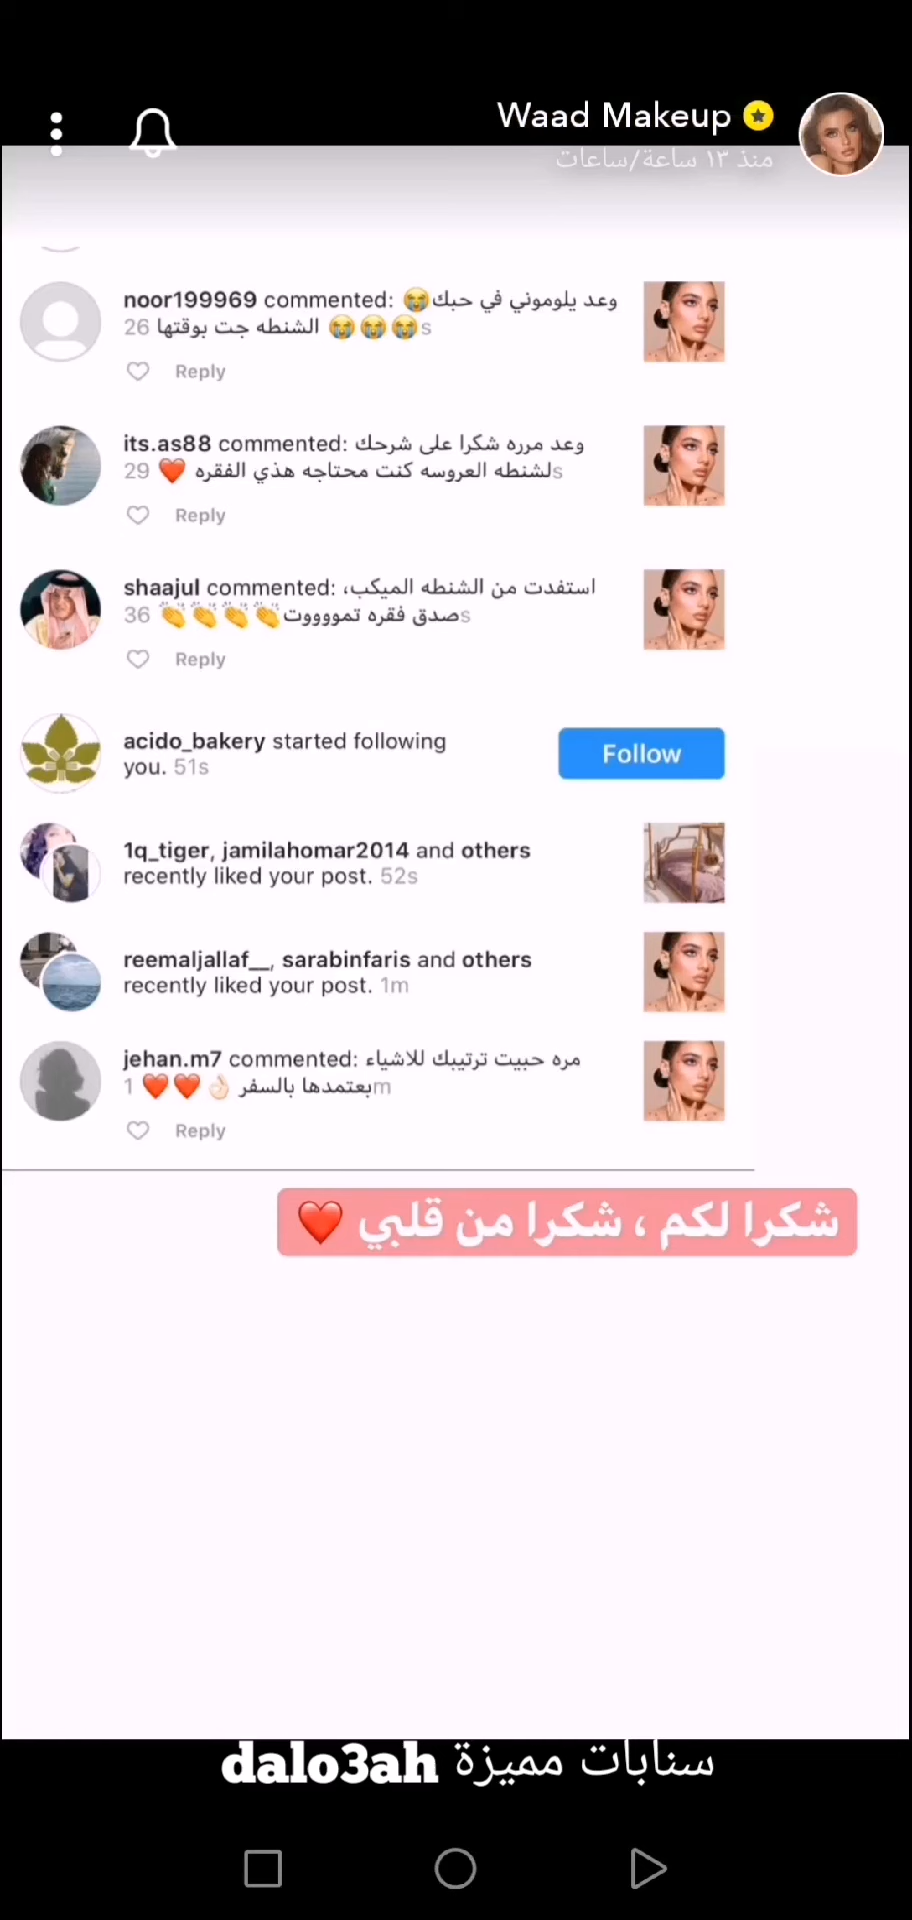 Waad Makeup
منذ ١٣ ساعة/ساعات
noor199969 commented: وعد يلوموني في حبك😭
😭😭😭 الشنطه جت بوقتها 26s
Reply
its.as88 commented: وعد مرره شكرا على شرحك
لشنطه العروسه كنت محتاجه هذي الفقره ❤️ 29s
Reply
shaajul commented: استفدت من الشنطه الميكب،
صدق فقره تموووووت👏👏👏👏 36s
Reply
acido_bakery started following
you. 51s
Follow
1q_tiger, jamilahomar2014 and others
recently liked your post. 52s
reemaljallaf__, sarabinfaris and others
recently liked your post. 1m
jehan.m7 commented: مره حبيت ترتيبك للاشياء
بعتمدها بالسفر 👌🏻❤️❤️ 1m
Reply
شكرا لكم ، شكرا من قلبي ❤️
سنابات مميزة dalo3ah